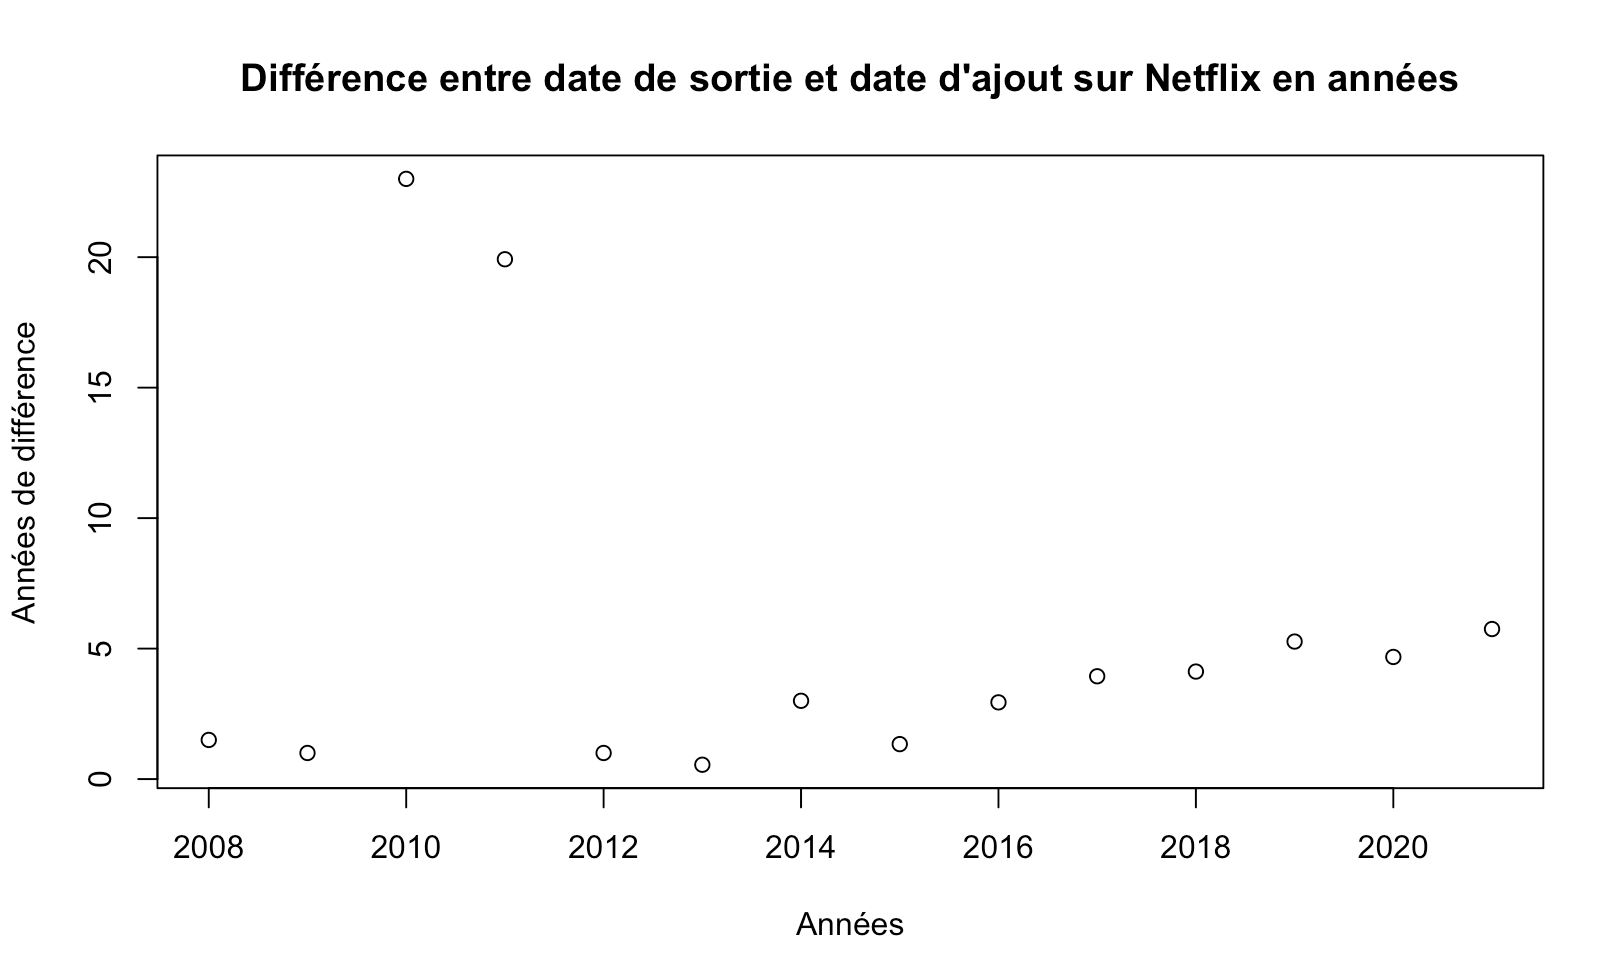 Différence entre date de sortie et date d'ajout sur Netflix en années
Années de différence
20
15
10
5
0
2008 2010 2012 2014 2016 2018 2020
Années